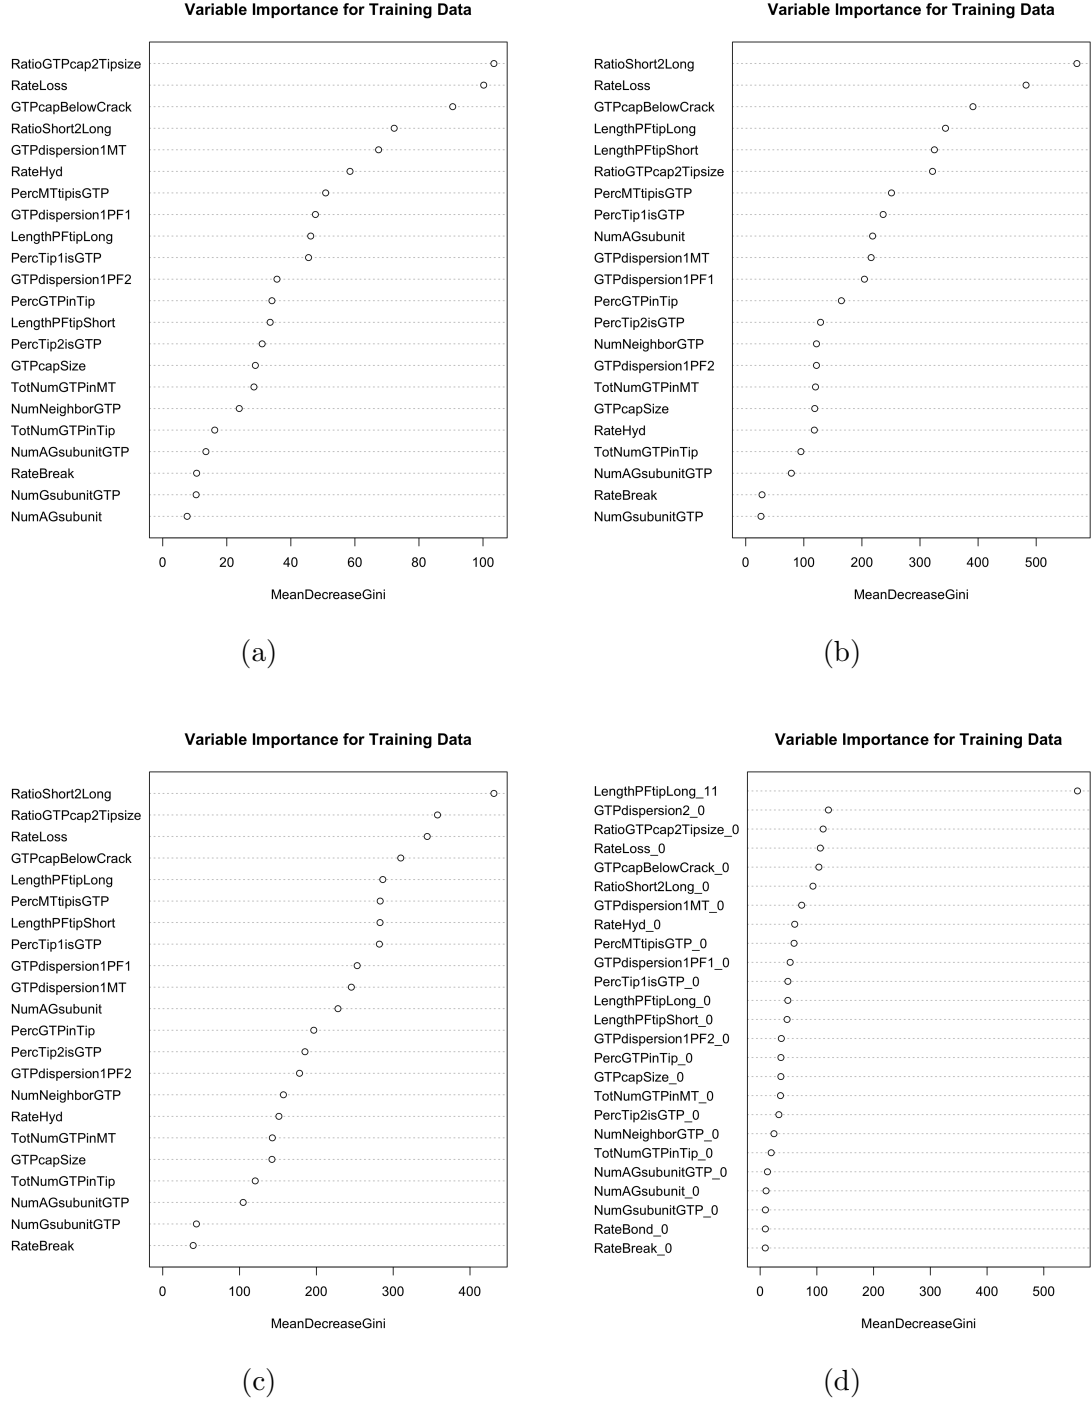 Variable Importance for Training Data
RatioGTPcap2Tipsize
RateLoss
GTPcapBelowCrack
RatioShort2Long
GTPdispersion1MT
RateHyd
PercMTtipisGTP
GTPdispersion1PF1
LengthPFtipLong
PercTip1isGTP
GTPdispersion1PF2
PercGTPinTip
LengthPFtipShort
PercTip2isGTP
GTPcapSize
TotNumGTPinMT
NumNeighborGTP
TotNumGTPinTip
NumAGsubunitGTP
RateBreak
NumGsubunitGTP
NumAGsubunit
0 20 40 60 80 100
MeanDecreaseGini
(a)
Variable Importance for Training Data
RatioShort2Long
RateLoss
GTPcapBelowCrack
LengthPFtipLong
LengthPFtipShort
RatioGTPcap2Tipsize
PercMTtipisGTP
PercTip1isGTP
NumAGsubunit
GTPdispersion1MT
GTPdispersion1PF1
PercGTPinTip
PercTip2isGTP
NumNeighborGTP
GTPdispersion1PF2
TotNumGTPinMT
GTPcapSize
RateHyd
TotNumGTPinTip
NumAGsubunitGTP
RateBreak
NumGsubunitGTP
0 100 200 300 400 500
MeanDecreaseGini
(b)
Variable Importance for Training Data
RatioShort2Long
RatioGTPcap2Tipsize
RateLoss
GTPcapBelowCrack
LengthPFtipLong
PercMTtipisGTP
LengthPFtipShort
PercTip1isGTP
GTPdispersion1PF1
GTPdispersion1MT
NumAGsubunit
PercGTPinTip
PercTip2isGTP
GTPdispersion1PF2
NumNeighborGTP
RateHyd
TotNumGTPinMT
GTPcapSize
TotNumGTPinTip
NumAGsubunitGTP
NumGsubunitGTP
RateBreak
0 100 200 300 400
MeanDecreaseGini
(c)
Variable Importance for Training Data
LengthPFtipLong_11
GTPdispersion2_0
RatioGTPcap2Tipsize_0
RateLoss_0
GTPcapBelowCrack_0
RatioShort2Long_0
GTPdispersion1MT_0
RateHyd_0
PercMTtipisGTP_0
GTPdispersion1PF1_0
PercTip1isGTP_0
LengthPFtipLong_0
LengthPFtipShort_0
GTPdispersion1PF2_0
PercGTPinTip_0
GTPcapSize_0
TotNumGTPinMT_0
PercTip2isGTP_0
NumNeighborGTP_0
TotNumGTPinTip_0
NumAGsubunitGTP_0
NumAGsubunit_0
NumGsubunitGTP_0
RateBond_0
RateBreak_0
0 100 200 300 400 500
MeanDecreaseGini
(d)